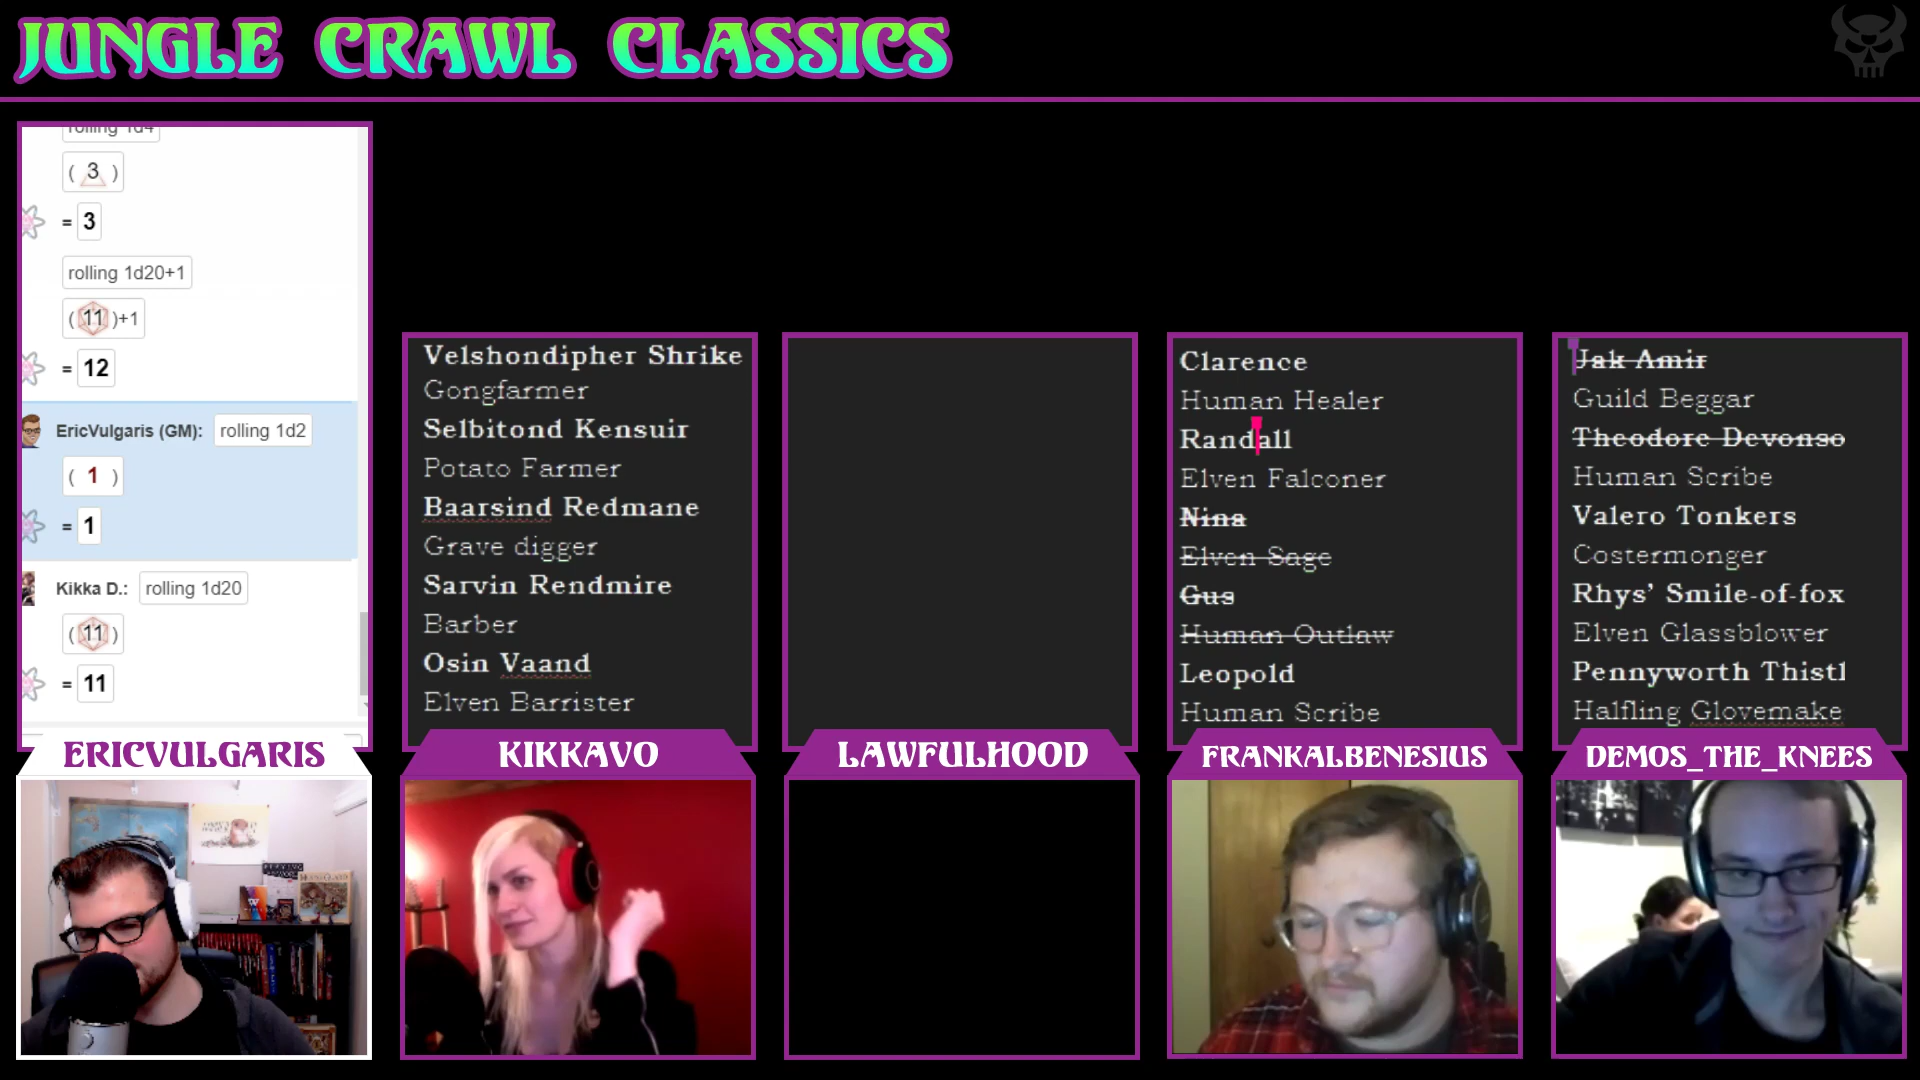 JUNGLE CRAWL CLASSICS
rolling 1d4
( 3 )
= 3
rolling 1d20+1
( 11 )+1
= 12
EricVulgaris (GM): rolling 1d2
( 1 )
= 1
Kikka D.: rolling 1d20
( 11 )
= 11
ERICVULGARIS
Velshondipher Shrike
Gongfarmer
Selbitond Kensuir
Potato Farmer
Baarsind Redmane
Grave digger
Sarvin Rendmire
Barber
Osin Vaand
Elven Barrister
KIKKAVO
LAWFULHOOD
Clarence
Human Healer
Randall
Elven Falconer
Nina
Elven Sage
Gus
Human Outlaw
Leopold
Human Scribe
FRANKALBENESIUS
Jak Amir
Guild Beggar
Theodore Devonso
Human Scribe
Valero Tonkers
Costermonger
Rhys' Smile-of-fox
Elven Glassblower
Pennyworth Thistl
Halfling Glovemake
DEMOS_THE_KNEES